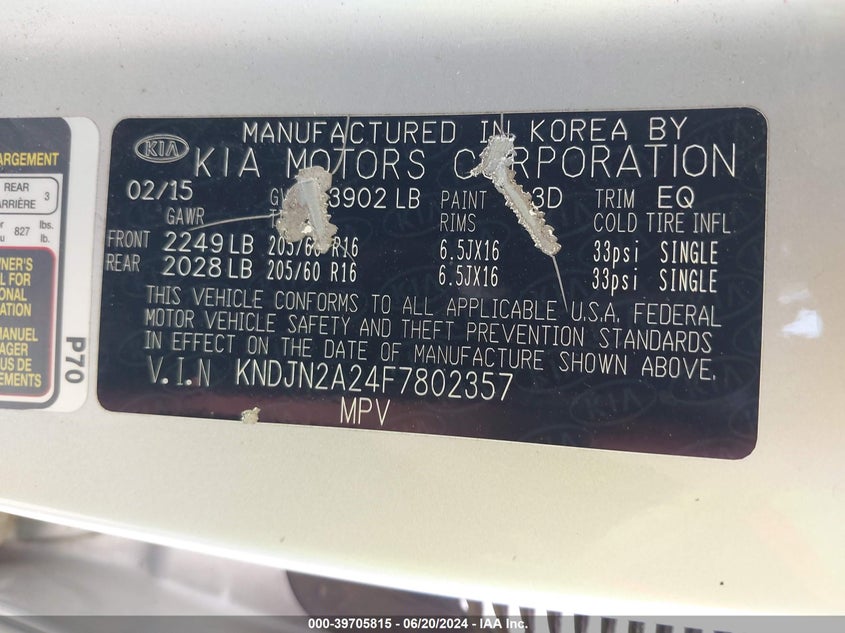 ARGEMENT
REAR
ARRIÈRE 3
827 lbs.
NER'S
L FOR
ONAL
ATION
MANUEL
AGER
US DE
EMENTS
P70
KIA
MANUFACTURED IN KOREA BY
KIA MOTORS CORPORATION
02/15 3902 LB PAINT 3D TRIM EQ
GAWR RIMS COLD TIRE INFL
FRONT 2249 LB 205/60 R16 6.5JX16 33psi SINGLE
REAR 2028 LB 205/60 R16 6.5JX16 33psi SINGLE
THIS VEHICLE CONFORMS TO ALL APPLICABLE U.S.A. FEDERAL
MOTOR VEHICLE SAFETY AND THEFT PREVENTION STANDARDS
IN EFFECT ON THE DATE OF MANUFACTURE SHOWN ABOVE.
V.I.N KNDJN2A24F7802357
MPV
000-39705815 - 06/20/2024 - IAA Inc.